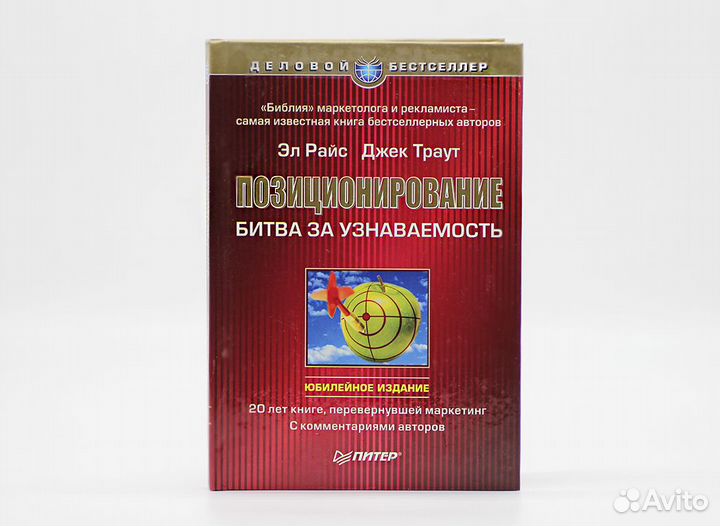 ДЕЛОВОЙ БЕСТСЕЛЛЕР
«Библия» маркетолога и рекламиста –
самая известная книга бестселлерных авторов
Эл Райс Джек Траут
ПОЗИЦИОНИРОВАНИЕ
БИТВА ЗА УЗНАВАЕМОСТЬ
ЮБИЛЕЙНОЕ ИЗДАНИЕ
20 лет книге, перевернувшей маркетинг
С комментариями авторов
ПИТЕР®
Avito